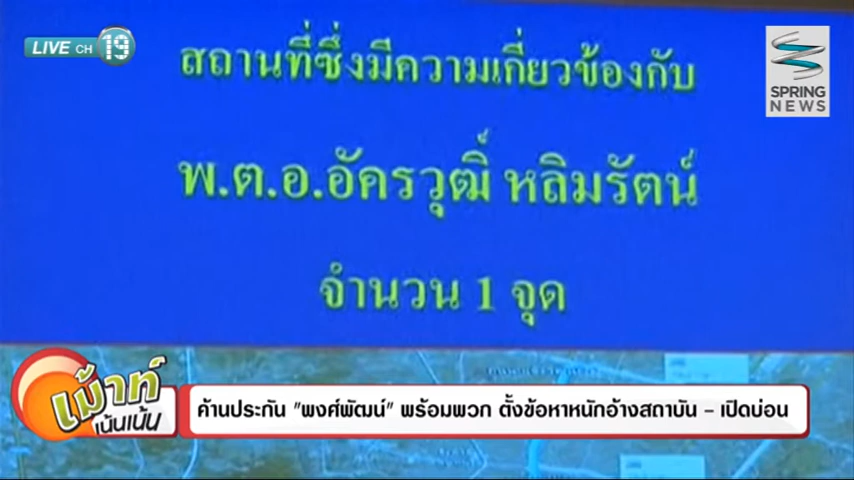 LIVE CH 19
สถานที่ซึ่งมีความเกี่ยวข้องกับ
SPRING
NEWS
พ.ต.อ.อัครวุฒิ์ หลิมรัตน์
จำนวน 1 จุด
เม้าท์
เน้นเน้น
ค้านประกัน "พงศ์พัฒน์" พร้อมพวก ตั้งข้อหาหนักอ้างสถาบัน – เปิดบ่อน